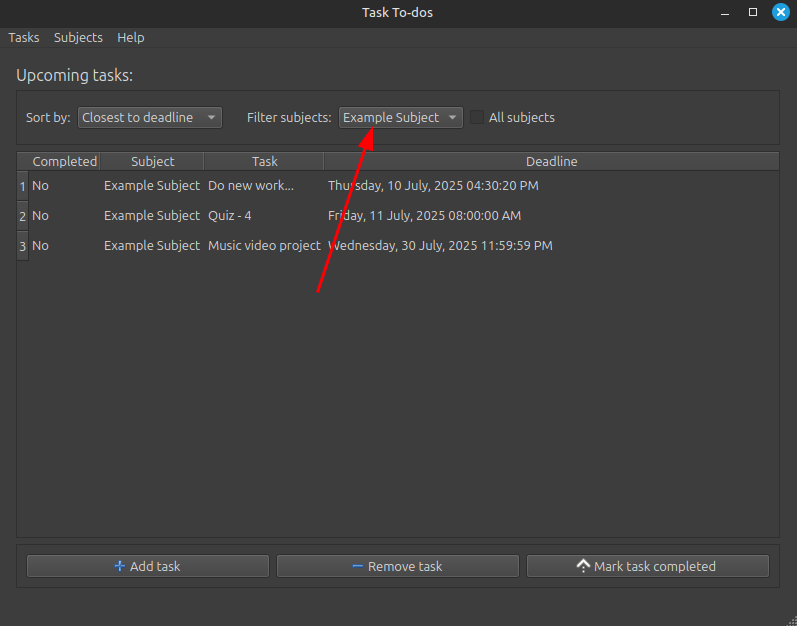 Task To-dos
Tasks Subjects Help
Upcoming tasks:
Sort by: Closest to deadline Filter subjects: Example Subject All subjects
Completed Subject Task Deadline
1 No Example Subject Do new work... Thursday, 10 July, 2025 04:30:20 PM
2 No Example Subject Quiz - 4 Friday, 11 July, 2025 08:00:00 AM
3 No Example Subject Music video project Wednesday, 30 July, 2025 11:59:59 PM
Add task Remove task Mark task completed